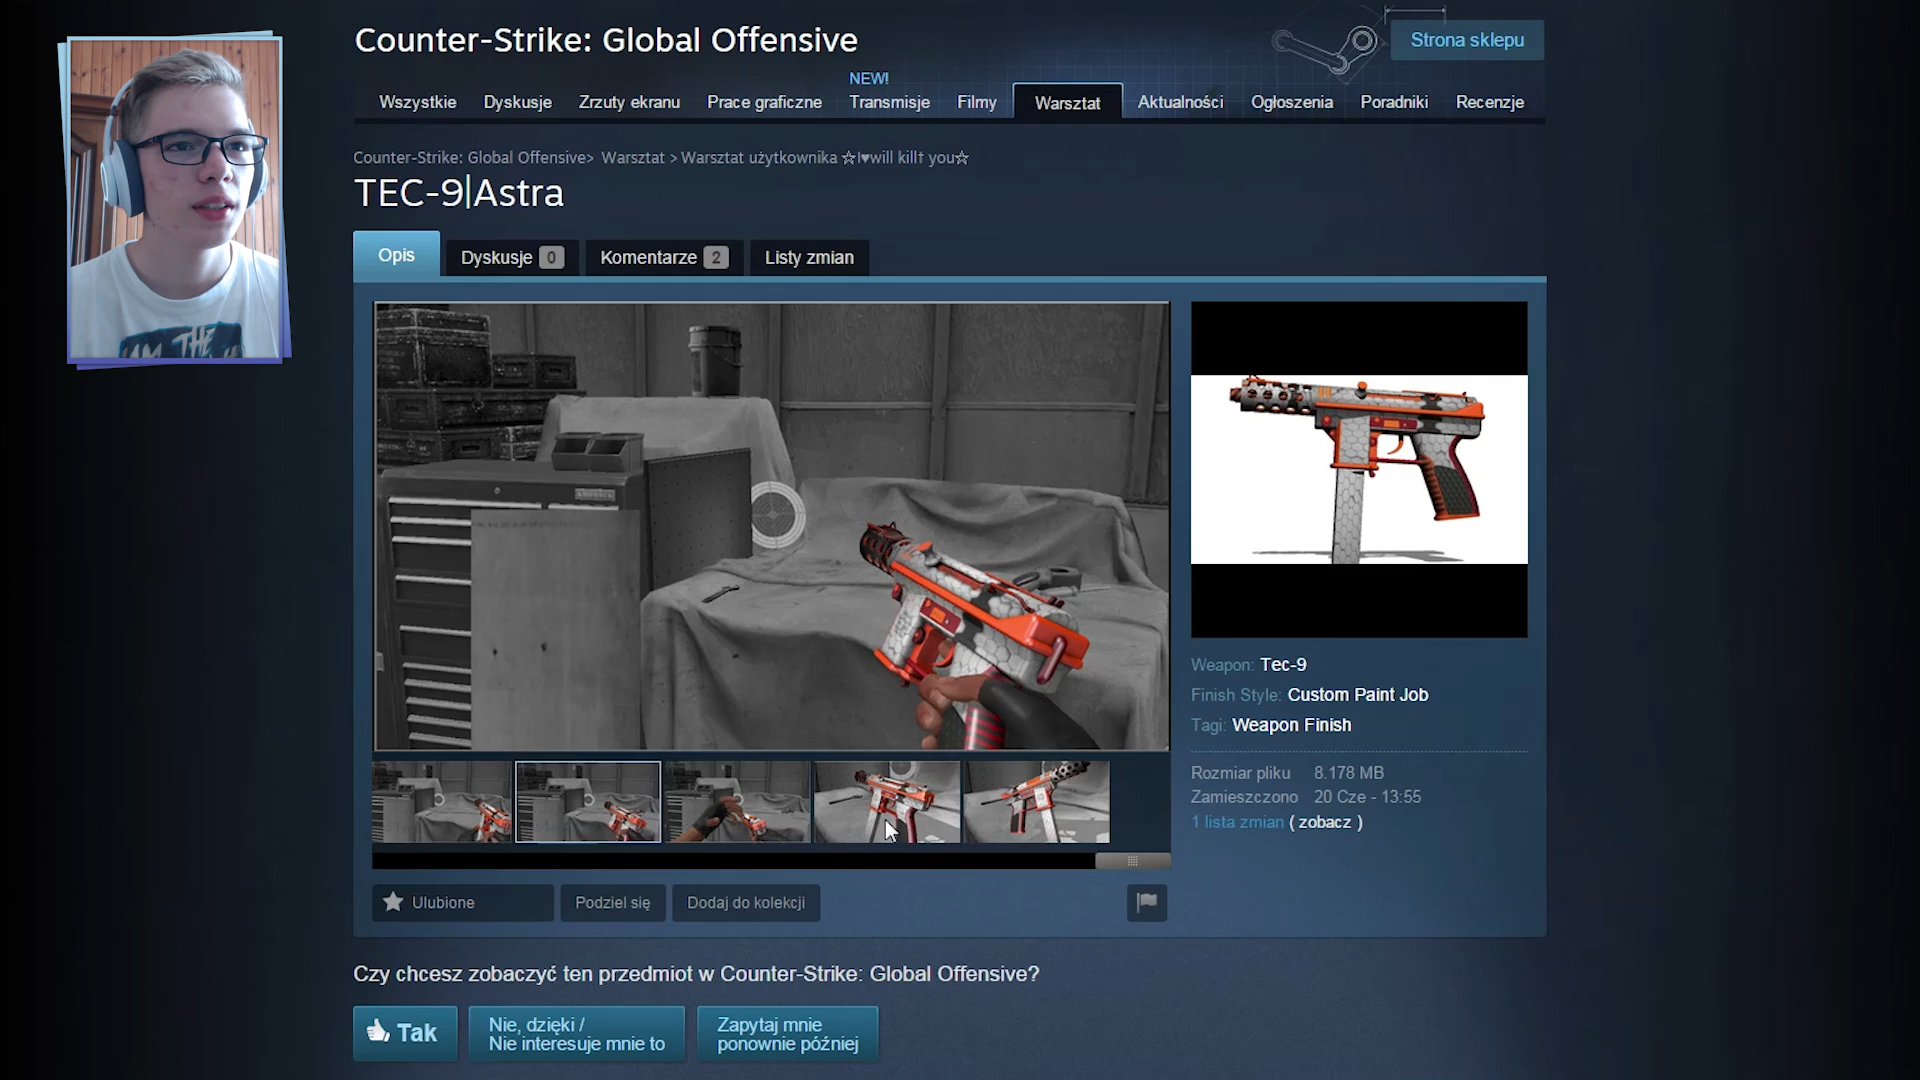 Counter-Strike: Global Offensive
Strona sklepu
NEW!
Wszystkie Dyskusje Zrzuty ekranu Prace graficzne Transmisje Filmy Warsztat Aktualności Ogłoszenia Poradniki Recenzje
Counter-Strike: Global Offensive> Warsztat > Warsztat użytkownika ☆I♥will kill† you☆
TEC-9|Astra
Opis Dyskusje 0 Komentarze 2 Listy zmian
Weapon: Tec-9
Finish Style: Custom Paint Job
Tagi: Weapon Finish
Rozmiar pliku 8.178 MB
Zamieszczono 20 Cze - 13:55
1 lista zmian ( zobacz )
Ulubione Podziel się Dodaj do kolekcji
Czy chcesz zobaczyć ten przedmiot w Counter-Strike: Global Offensive?
Tak
Nie, dzięki /
Nie interesuje mnie to
Zapytaj mnie
ponownie później